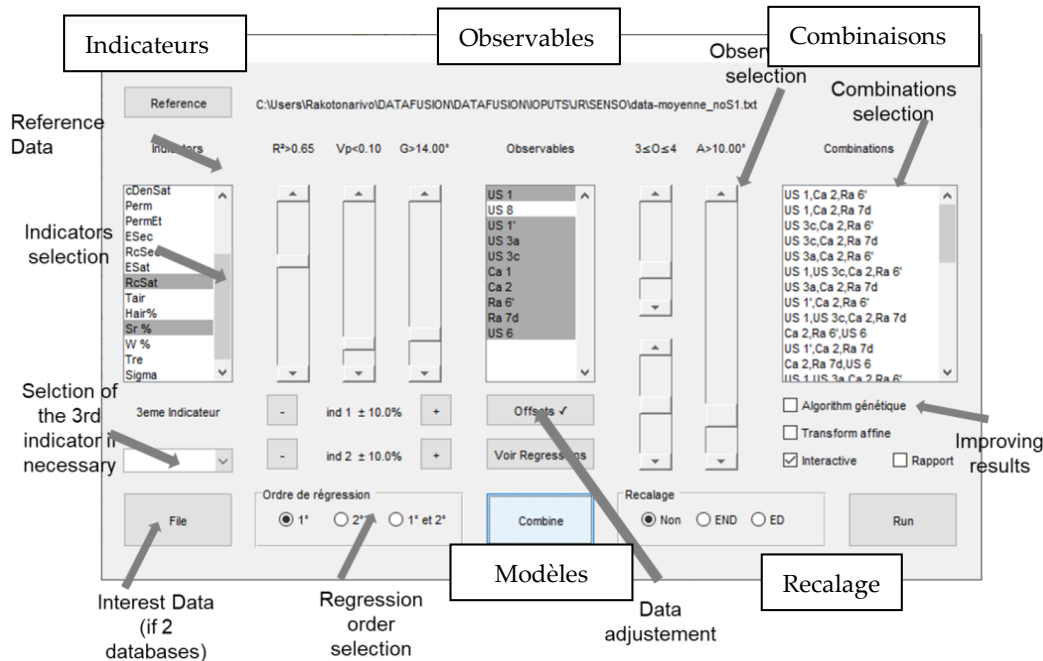 Indicateurs
Observables
Combinaisons
selection
Reference
C:\Users\Rakotonarivo\DATAFUSION\DATAFUSION\IOPUTS\JR\SENSO\data-moyenne_noS1.txt
Combinations
selection
Reference
Data
Indicators
R²>0.65
Vp<0.10
G>14.00°
Observables
3≤O≤4
A>10.00°
Combinations
cDenSat
Perm
PermEt
ESec
RcSec
ESat
RcSat
Tair
Hair%
Sr %
W %
Tre
Sigma
Indicators
selection
US 1
US 8
US 1'
US 3a
US 3c
Ca 1
Ca 2
Ra 6'
Ra 7d
US 6
US 1,Ca 2,Ra 6'
US 1,Ca 2,Ra 7d
US 3c,Ca 2,Ra 6'
US 3c,Ca 2,Ra 7d
US 3a,Ca 2,Ra 6'
US 1,US 3c,Ca 2,Ra 6'
US 3a,Ca 2,Ra 7d
US 1',Ca 2,Ra 6'
US 1,US 3c,Ca 2,Ra 7d
Ca 2,Ra 6',US 6
US 1',Ca 2,Ra 7d
Ca 2,Ra 7d,US 6
US 1,US 3a,Ca 2,Ra 6'
Selction of
the 3rd
indicator if
necessary
3eme Indicateur
-
ind 1 ± 10.0%
+
-
ind 2 ± 10.0%
+
Offsets ✓
Voir Regressions
Algorithm génétique
Transform affine
Interactive
Rapport
Improving
results
File
Ordre de régression
1°
2°
1° et 2°
Combine
Recalage
Non
END
ED
Run
Modèles
Recalage
Interest Data
(if 2
databases)
Regression
order
selection
Data
adjustement